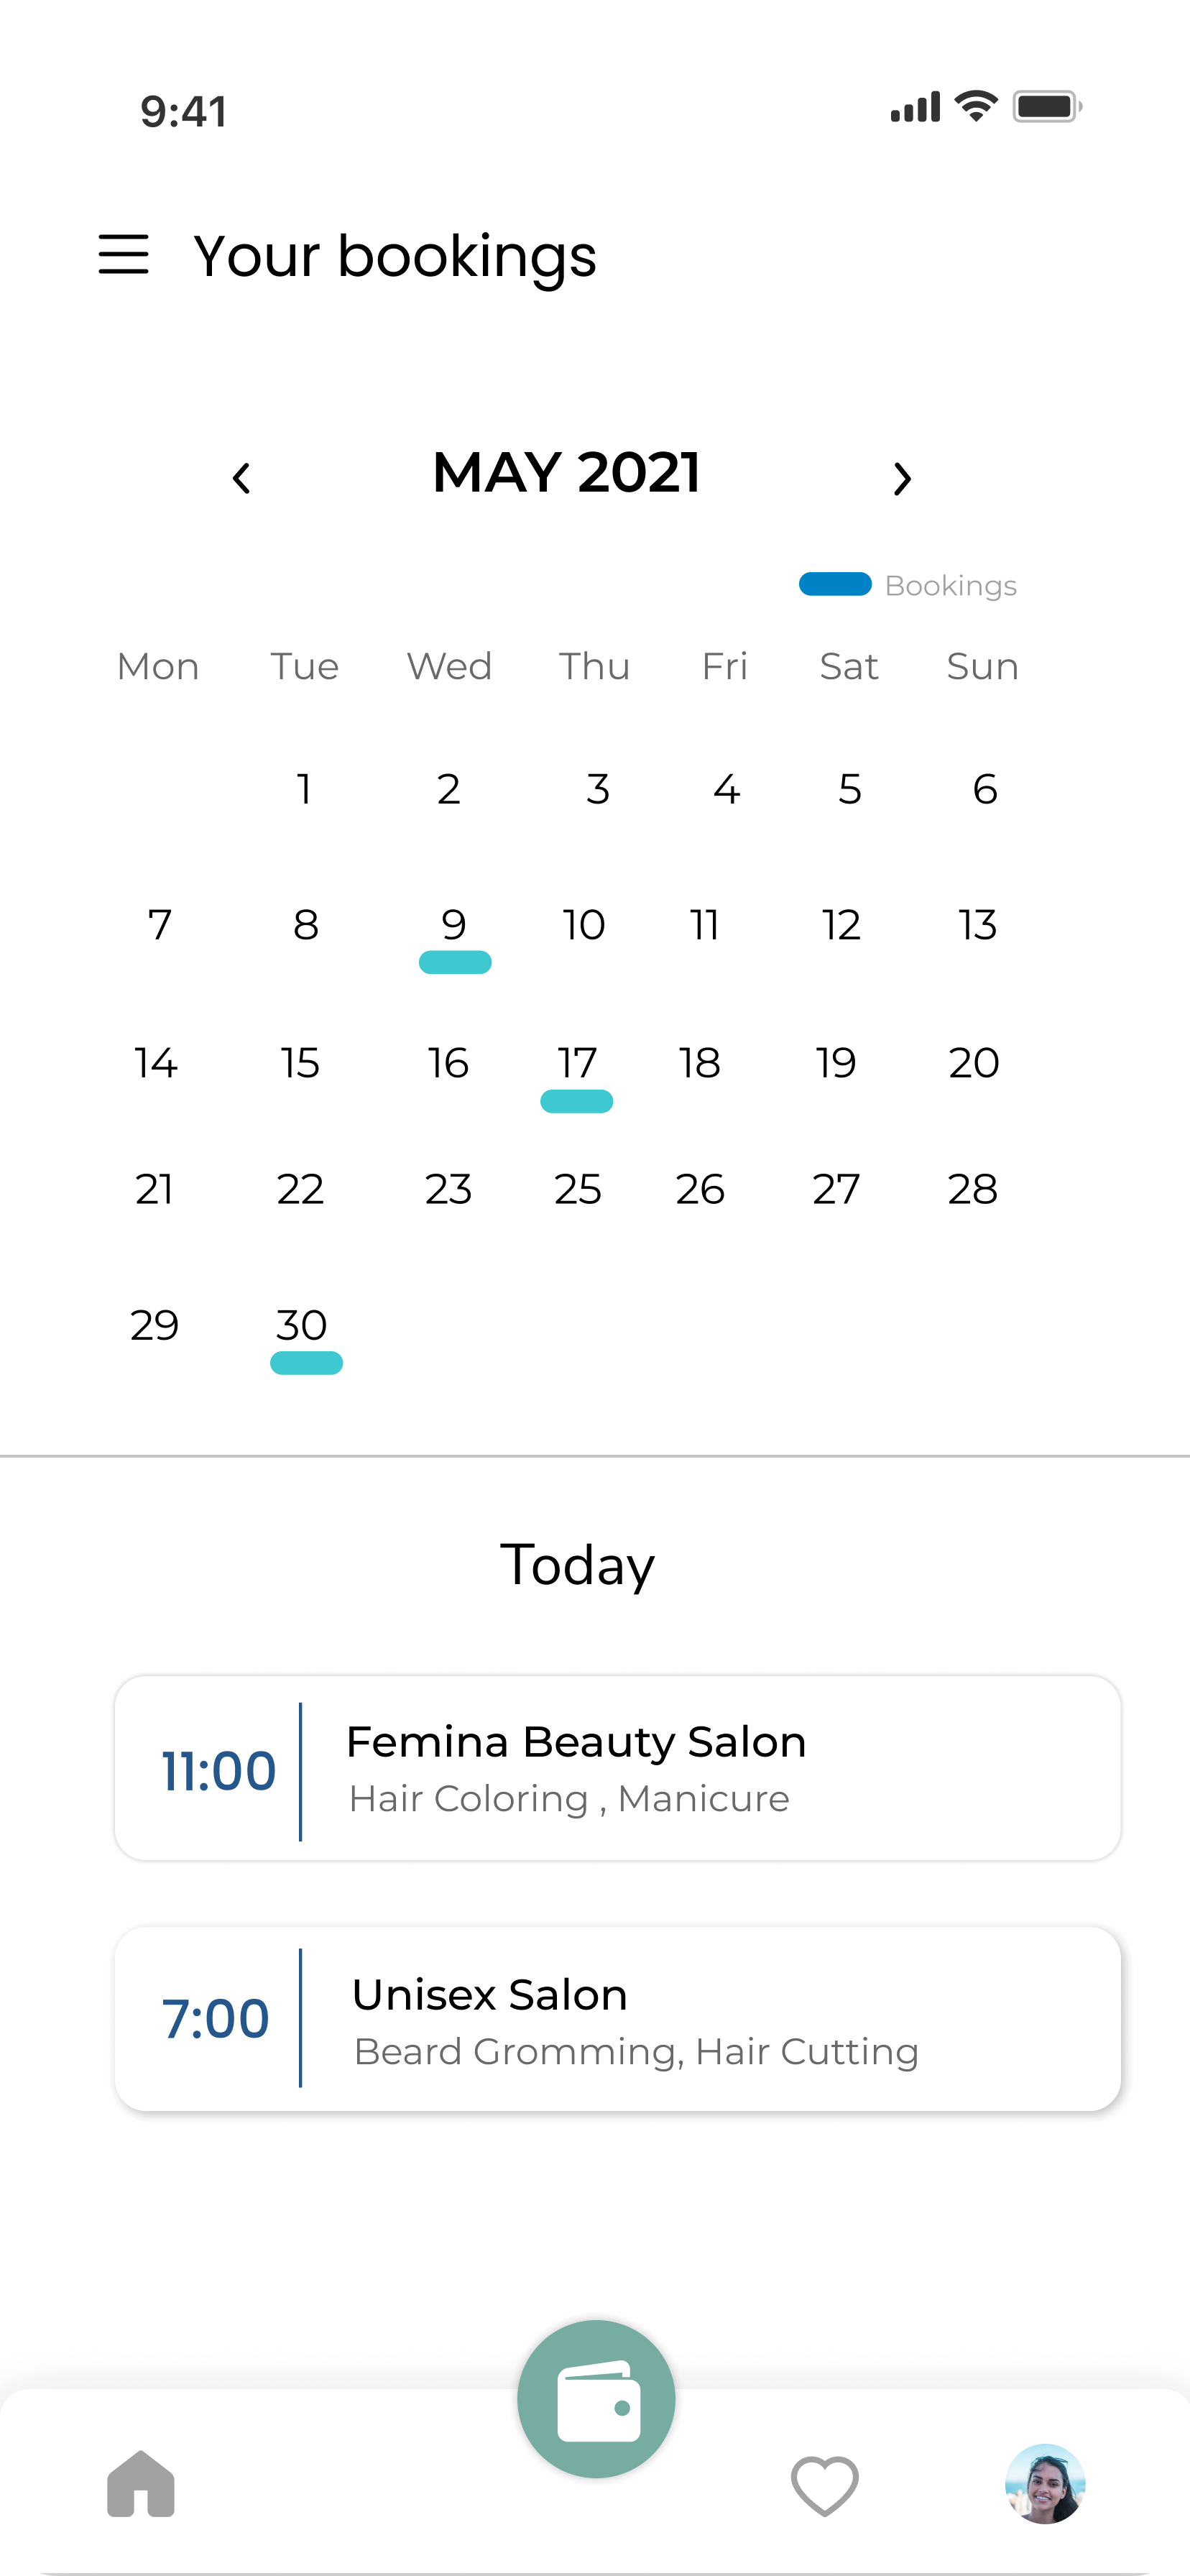 9:41
Your bookings
MAY 2021
Bookings
Mon Tue Wed Thu Fri Sat Sun
1 2 3 4 5 6
7 8 9 10 11 12 13
14 15 16 17 18 19 20
21 22 23 25 26 27 28
29 30
Today
11:00
Femina Beauty Salon
Hair Coloring , Manicure
7:00
Unisex Salon
Beard Gromming, Hair Cutting